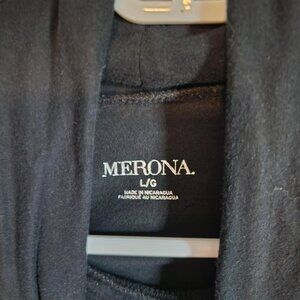 MERONA.
L/G
MADE IN NICARAGUA
FABRIQUÉ AU NICARAGUA